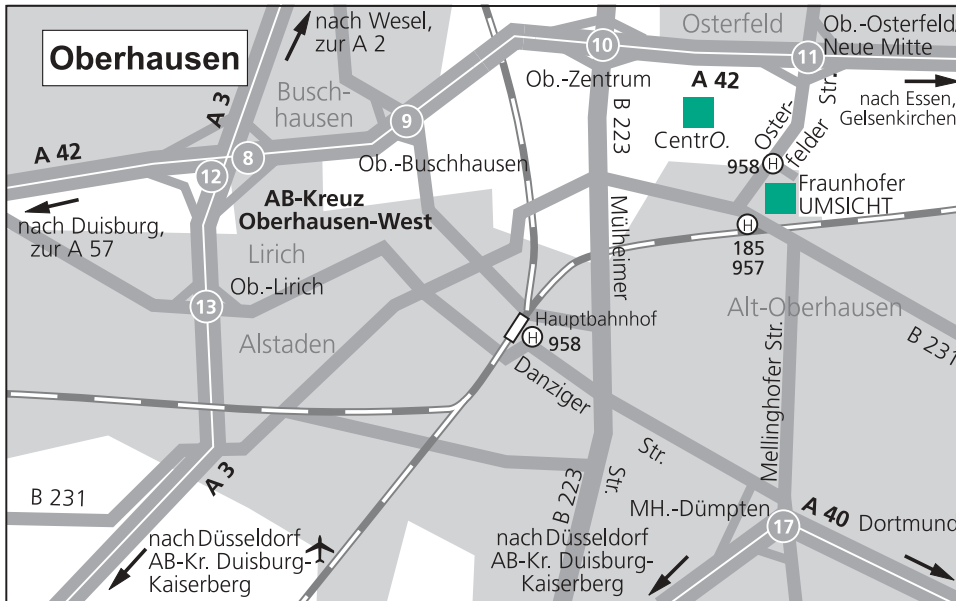 Oberhausen
nach Wesel,
zur A 2
A 3
Osterfeld
Ob.-Osterfeld/
Neue Mitte
10
11
Ob.-Zentrum
A 42
B 223
nach Essen,
Gelsenkirchen
Busch-
hausen
9
Ob.-Buschhausen
CentrO.
Oster-
felder
Str.
958
H
Fraunhofer
UMSICHT
A 42
8
12
AB-Kreuz
Oberhausen-West
nach Duisburg,
zur A 57
H
185
957
Lirich
Ob.-Lirich
13
Mülheimer
Alt-Oberhausen
B 231
Hauptbahnhof
H
958
Alstaden
Danziger
Str.
Mellinghofer Str.
A 3
B 231
B 223
Str.
MH.-Dümpten
17
A 40
Dortmund
nach Düsseldorf
AB-Kr. Duisburg-
Kaiserberg
nach Düsseldorf
AB-Kr. Duisburg-
Kaiserberg